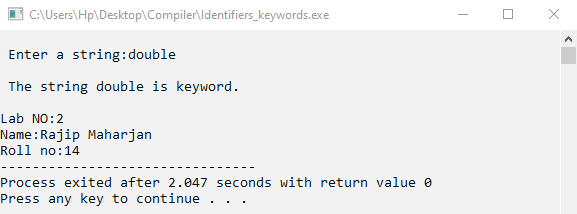 C:\Users\Hp\Desktop\Compiler\Identifiers_keywords.exe
Enter a string:double
The string double is keyword.
Lab NO:2
Name:Rajip Maharjan
Roll no:14
--------------------------------
Process exited after 2.047 seconds with return value 0
Press any key to continue . . .